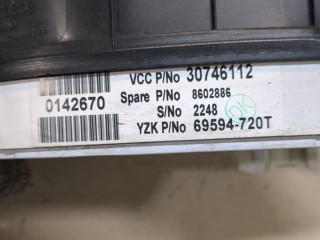 VCC P/No 30746112
0142670
Spare P/No 8602886
S/No 2248
YZK P/No 69594-720T